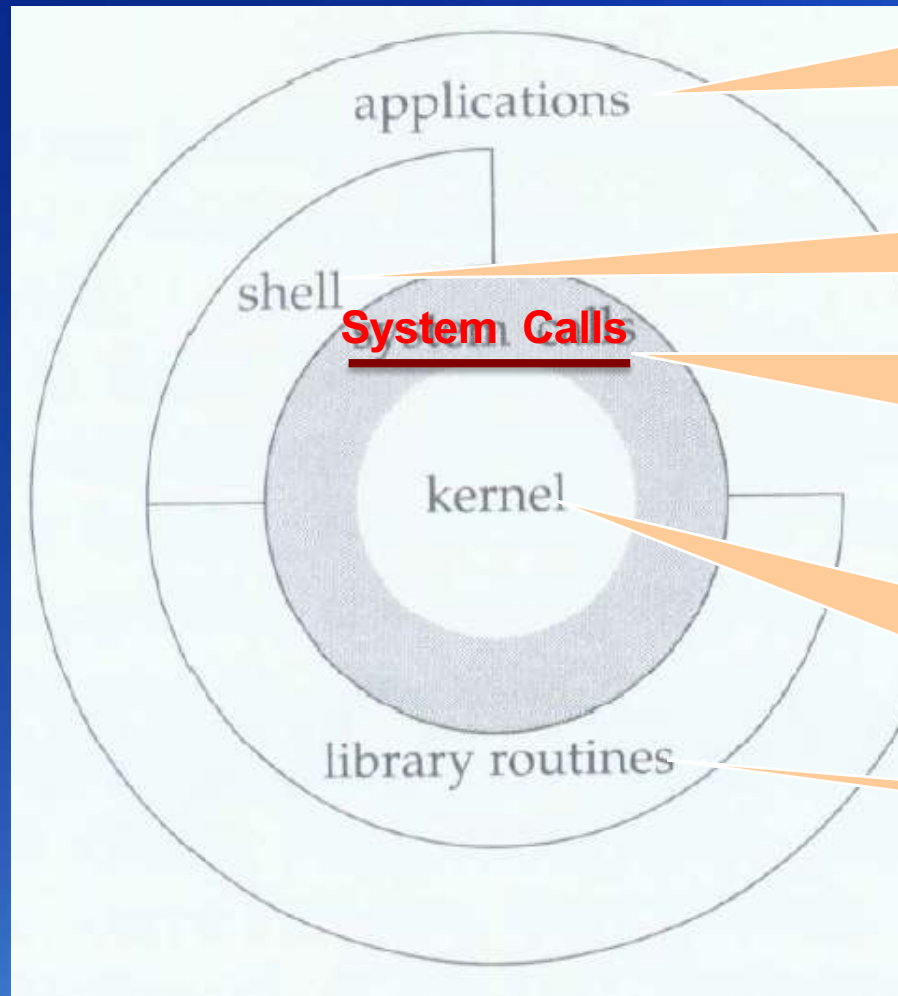 applications
shell
System Calls
kernel
library routines